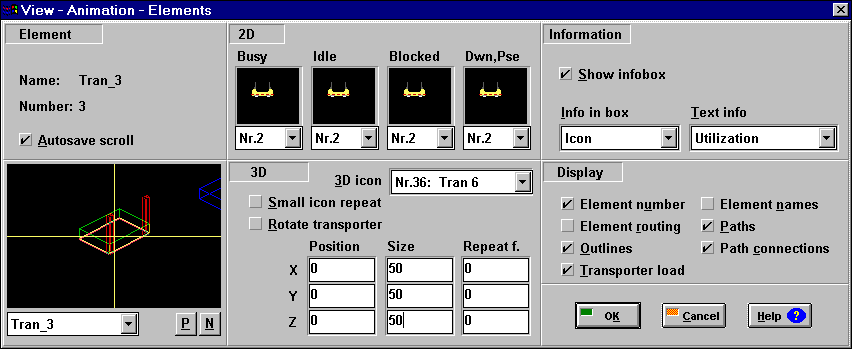 View - Animation - Elements
Element
Name: Tran_3
Number: 3
Autosave scroll
Tran_3
P N
2D
Busy Idle Blocked Dwn,Pse
Nr.2 Nr.2 Nr.2 Nr.2
3D
3D icon Nr.36: Tran 6
Small icon repeat
Rotate transporter
Position Size Repeat f.
X 0 50 0
Y 0 50 0
Z 0 50 0
Information
Show infobox
Info in box Text info
Icon Utilization
Display
Element number Element names
Element routing Paths
Outlines Path connections
Transporter load
OK Cancel Help ?